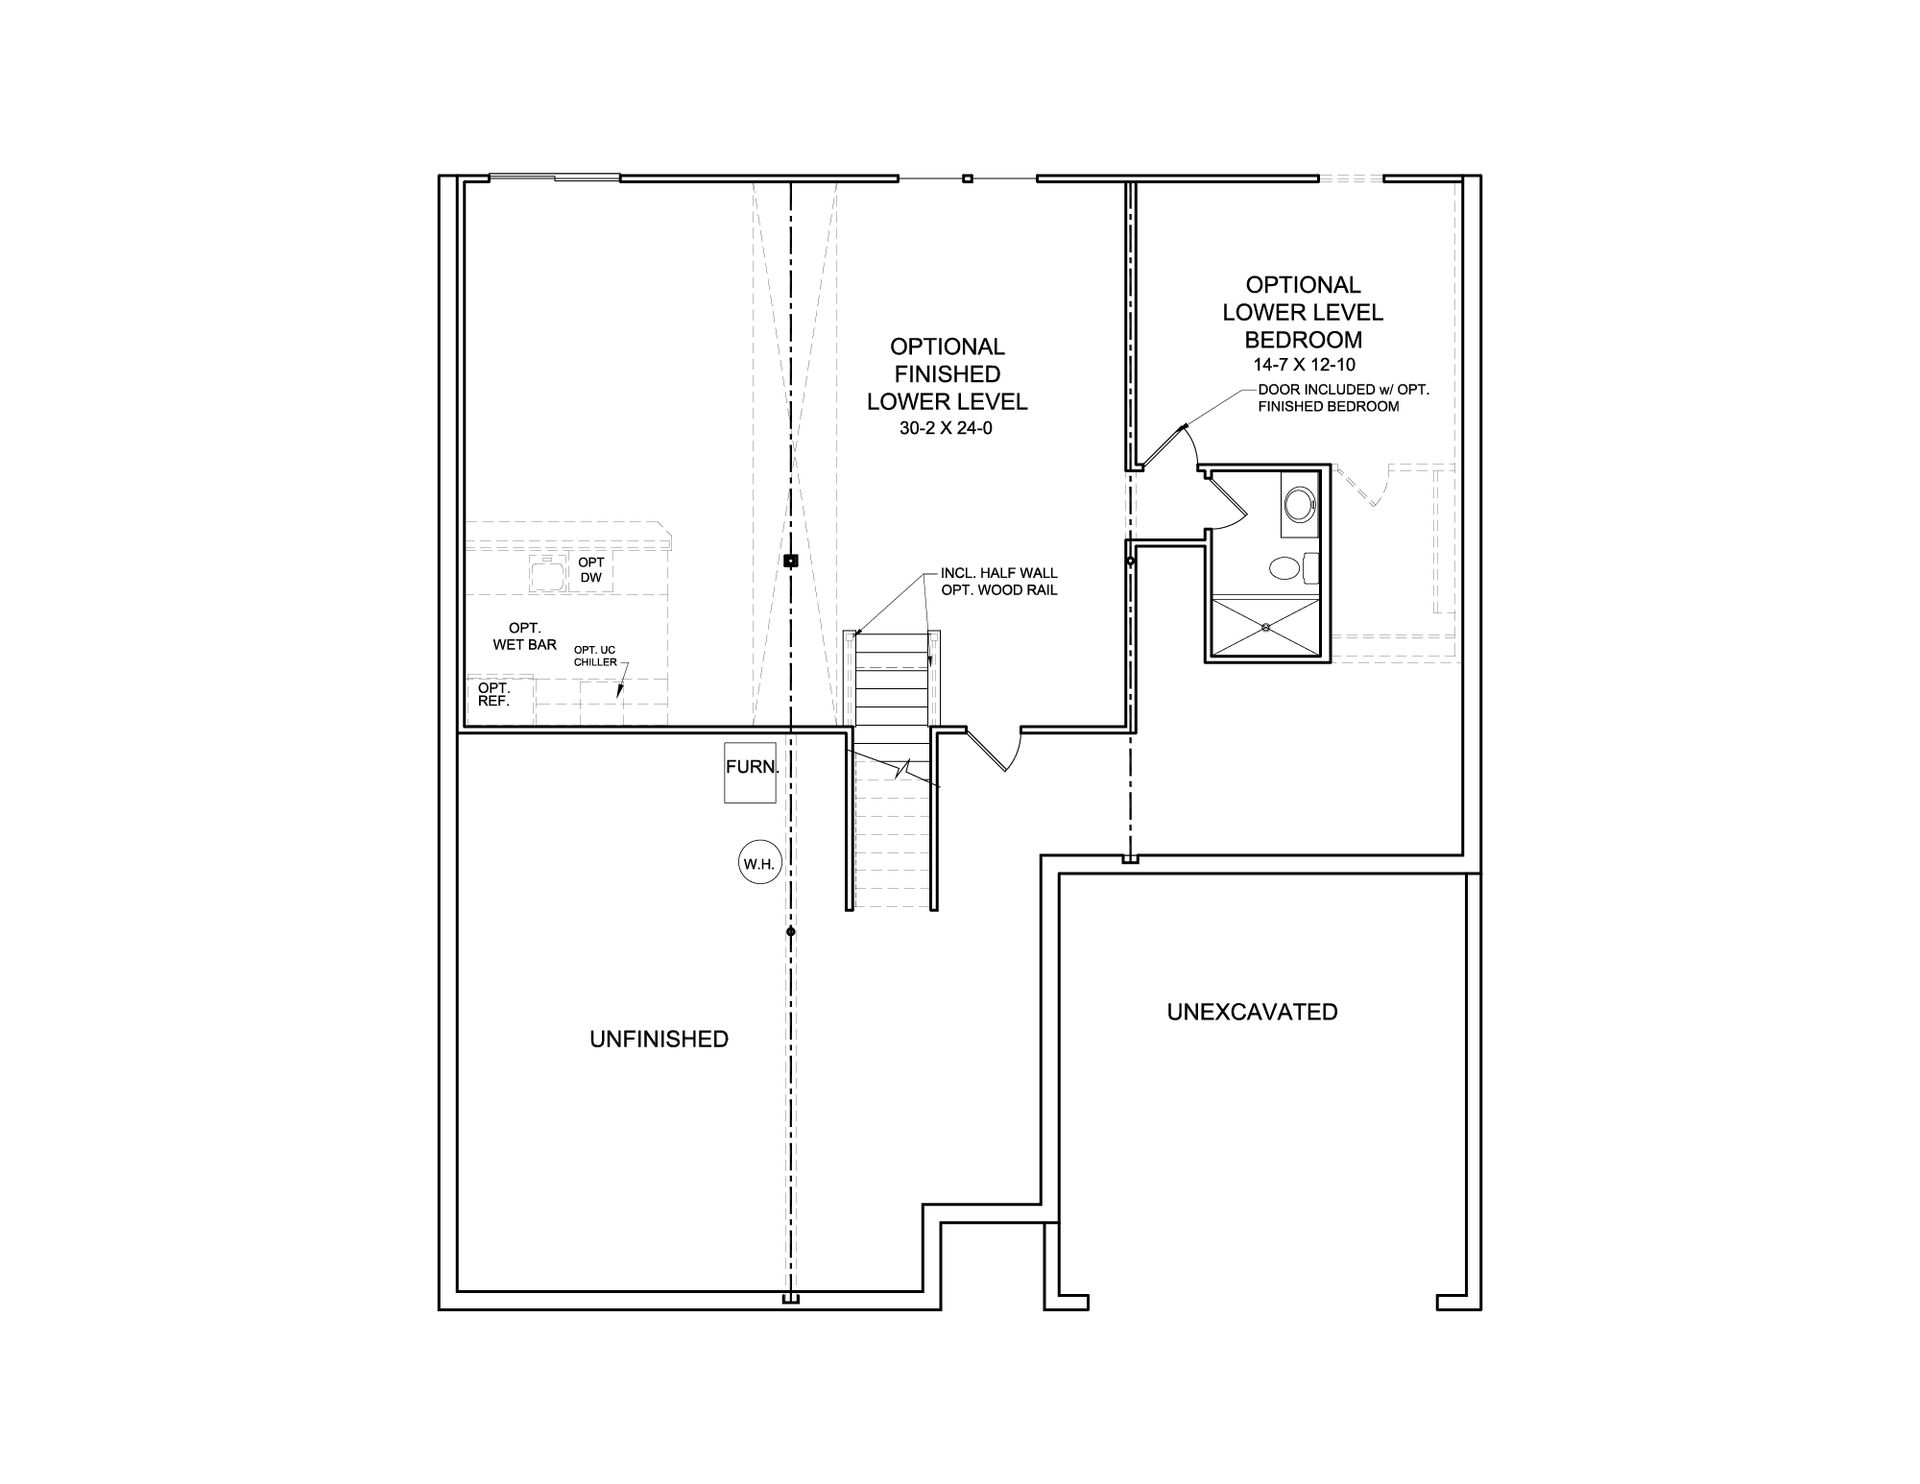 OPTIONAL
LOWER LEVEL
BEDROOM
14-7 X 12-10
DOOR INCLUDED w/ OPT.
FINISHED BEDROOM
OPTIONAL
FINISHED
LOWER LEVEL
30-2 X 24-0
INCL. HALF WALL
OPT. WOOD RAIL
OPT
DW
OPT.
WET BAR
OPT. UC
CHILLER
OPT.
REF.
FURN.
W.H.
UNFINISHED
UNEXCAVATED